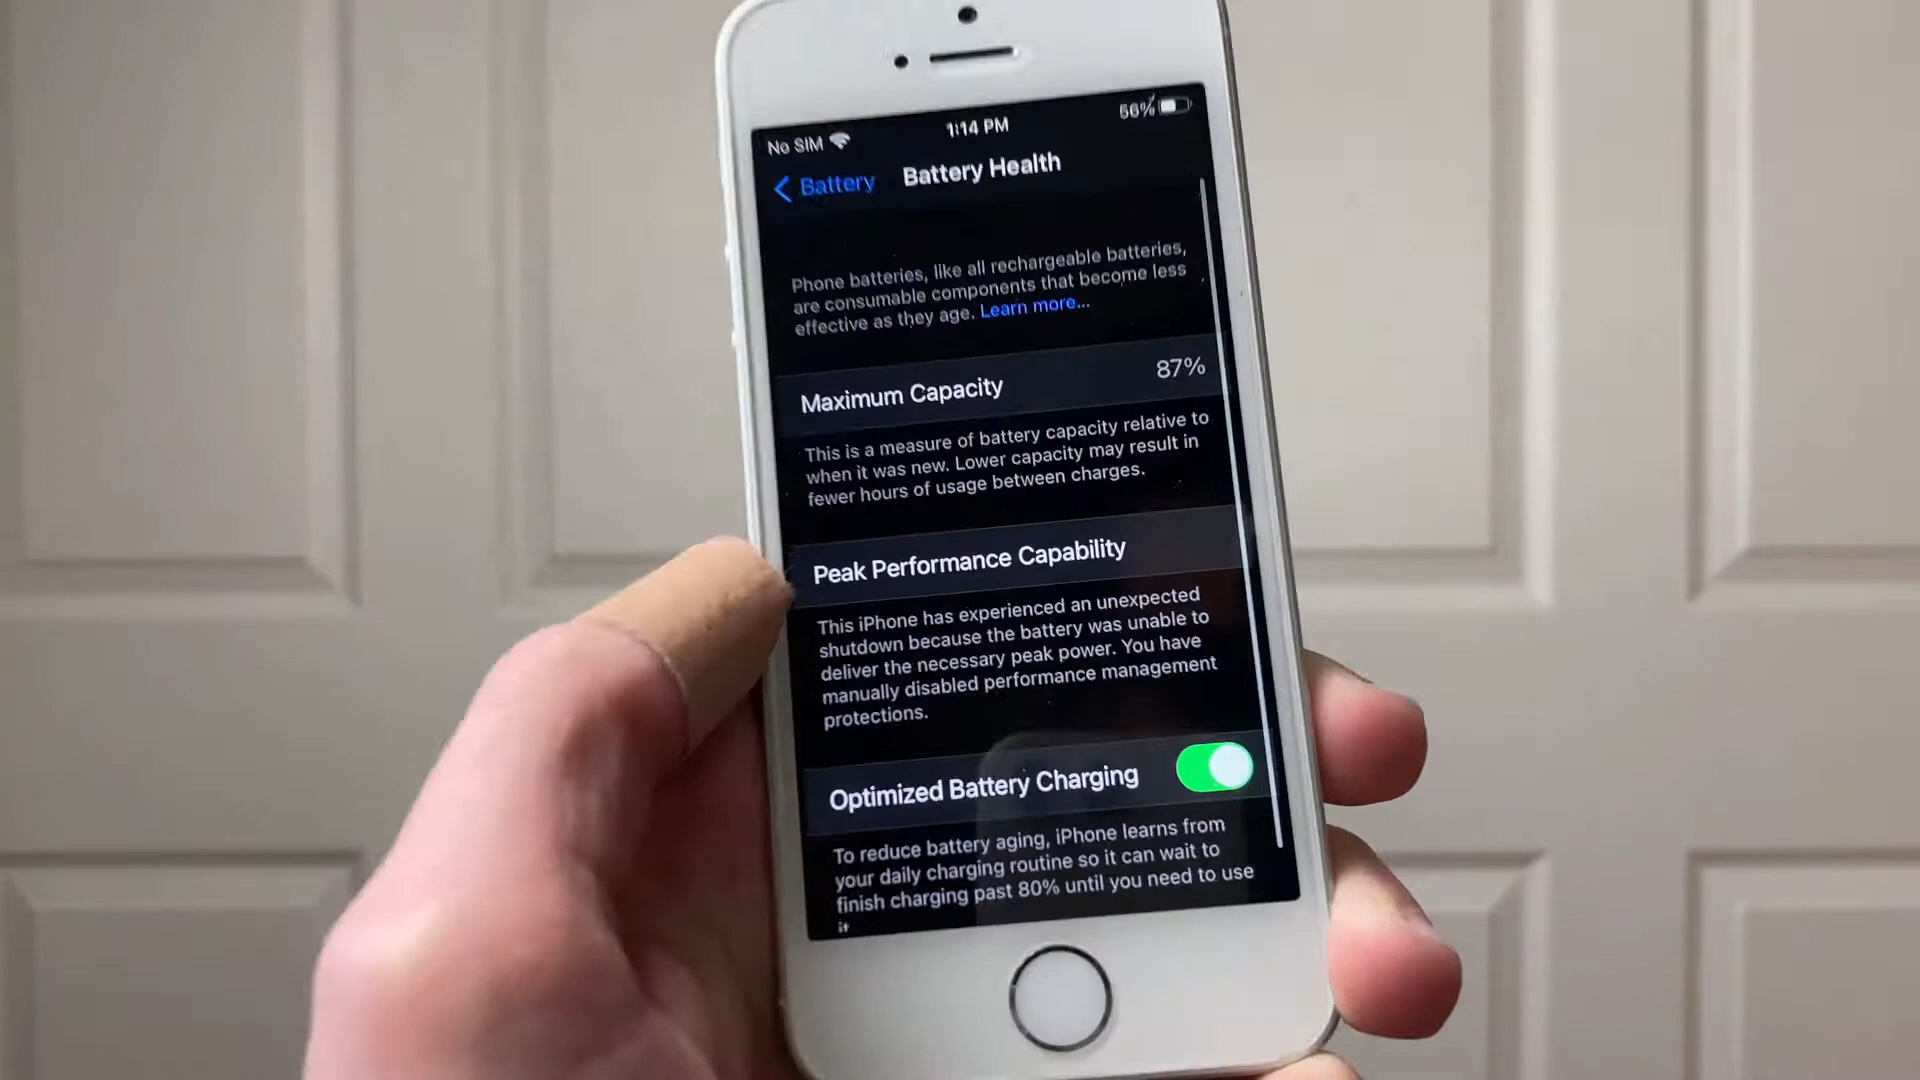 No SIM
1:14 PM
56%
Battery
Battery Health
Phone batteries, like all rechargeable batteries,
are consumable components that become less
effective as they age. Learn more...
Maximum Capacity
87%
This is a measure of battery capacity relative to
when it was new. Lower capacity may result in
fewer hours of usage between charges.
Peak Performance Capability
This iPhone has experienced an unexpected
shutdown because the battery was unable to
deliver the necessary peak power. You have
manually disabled performance management
protections.
Optimized Battery Charging
To reduce battery aging, iPhone learns from
your daily charging routine so it can wait to
finish charging past 80% until you need to use
it